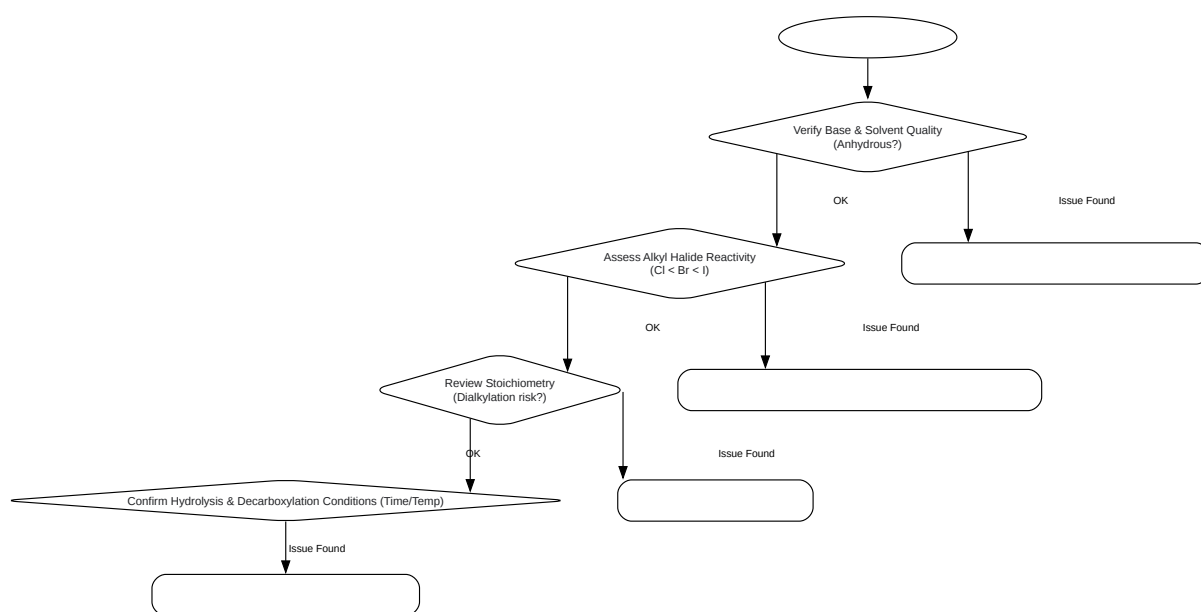 Verify Base & Solvent Quality
(Anhydrous?)
OK
Issue Found
Assess Alkyl Halide Reactivity
(Cl < Br < I)
OK
Issue Found
Review Stoichiometry
(Dialkylation risk?)
OK
Issue Found
Confirm Hydrolysis & Decarboxylation Conditions (Time/Temp)
Issue Found